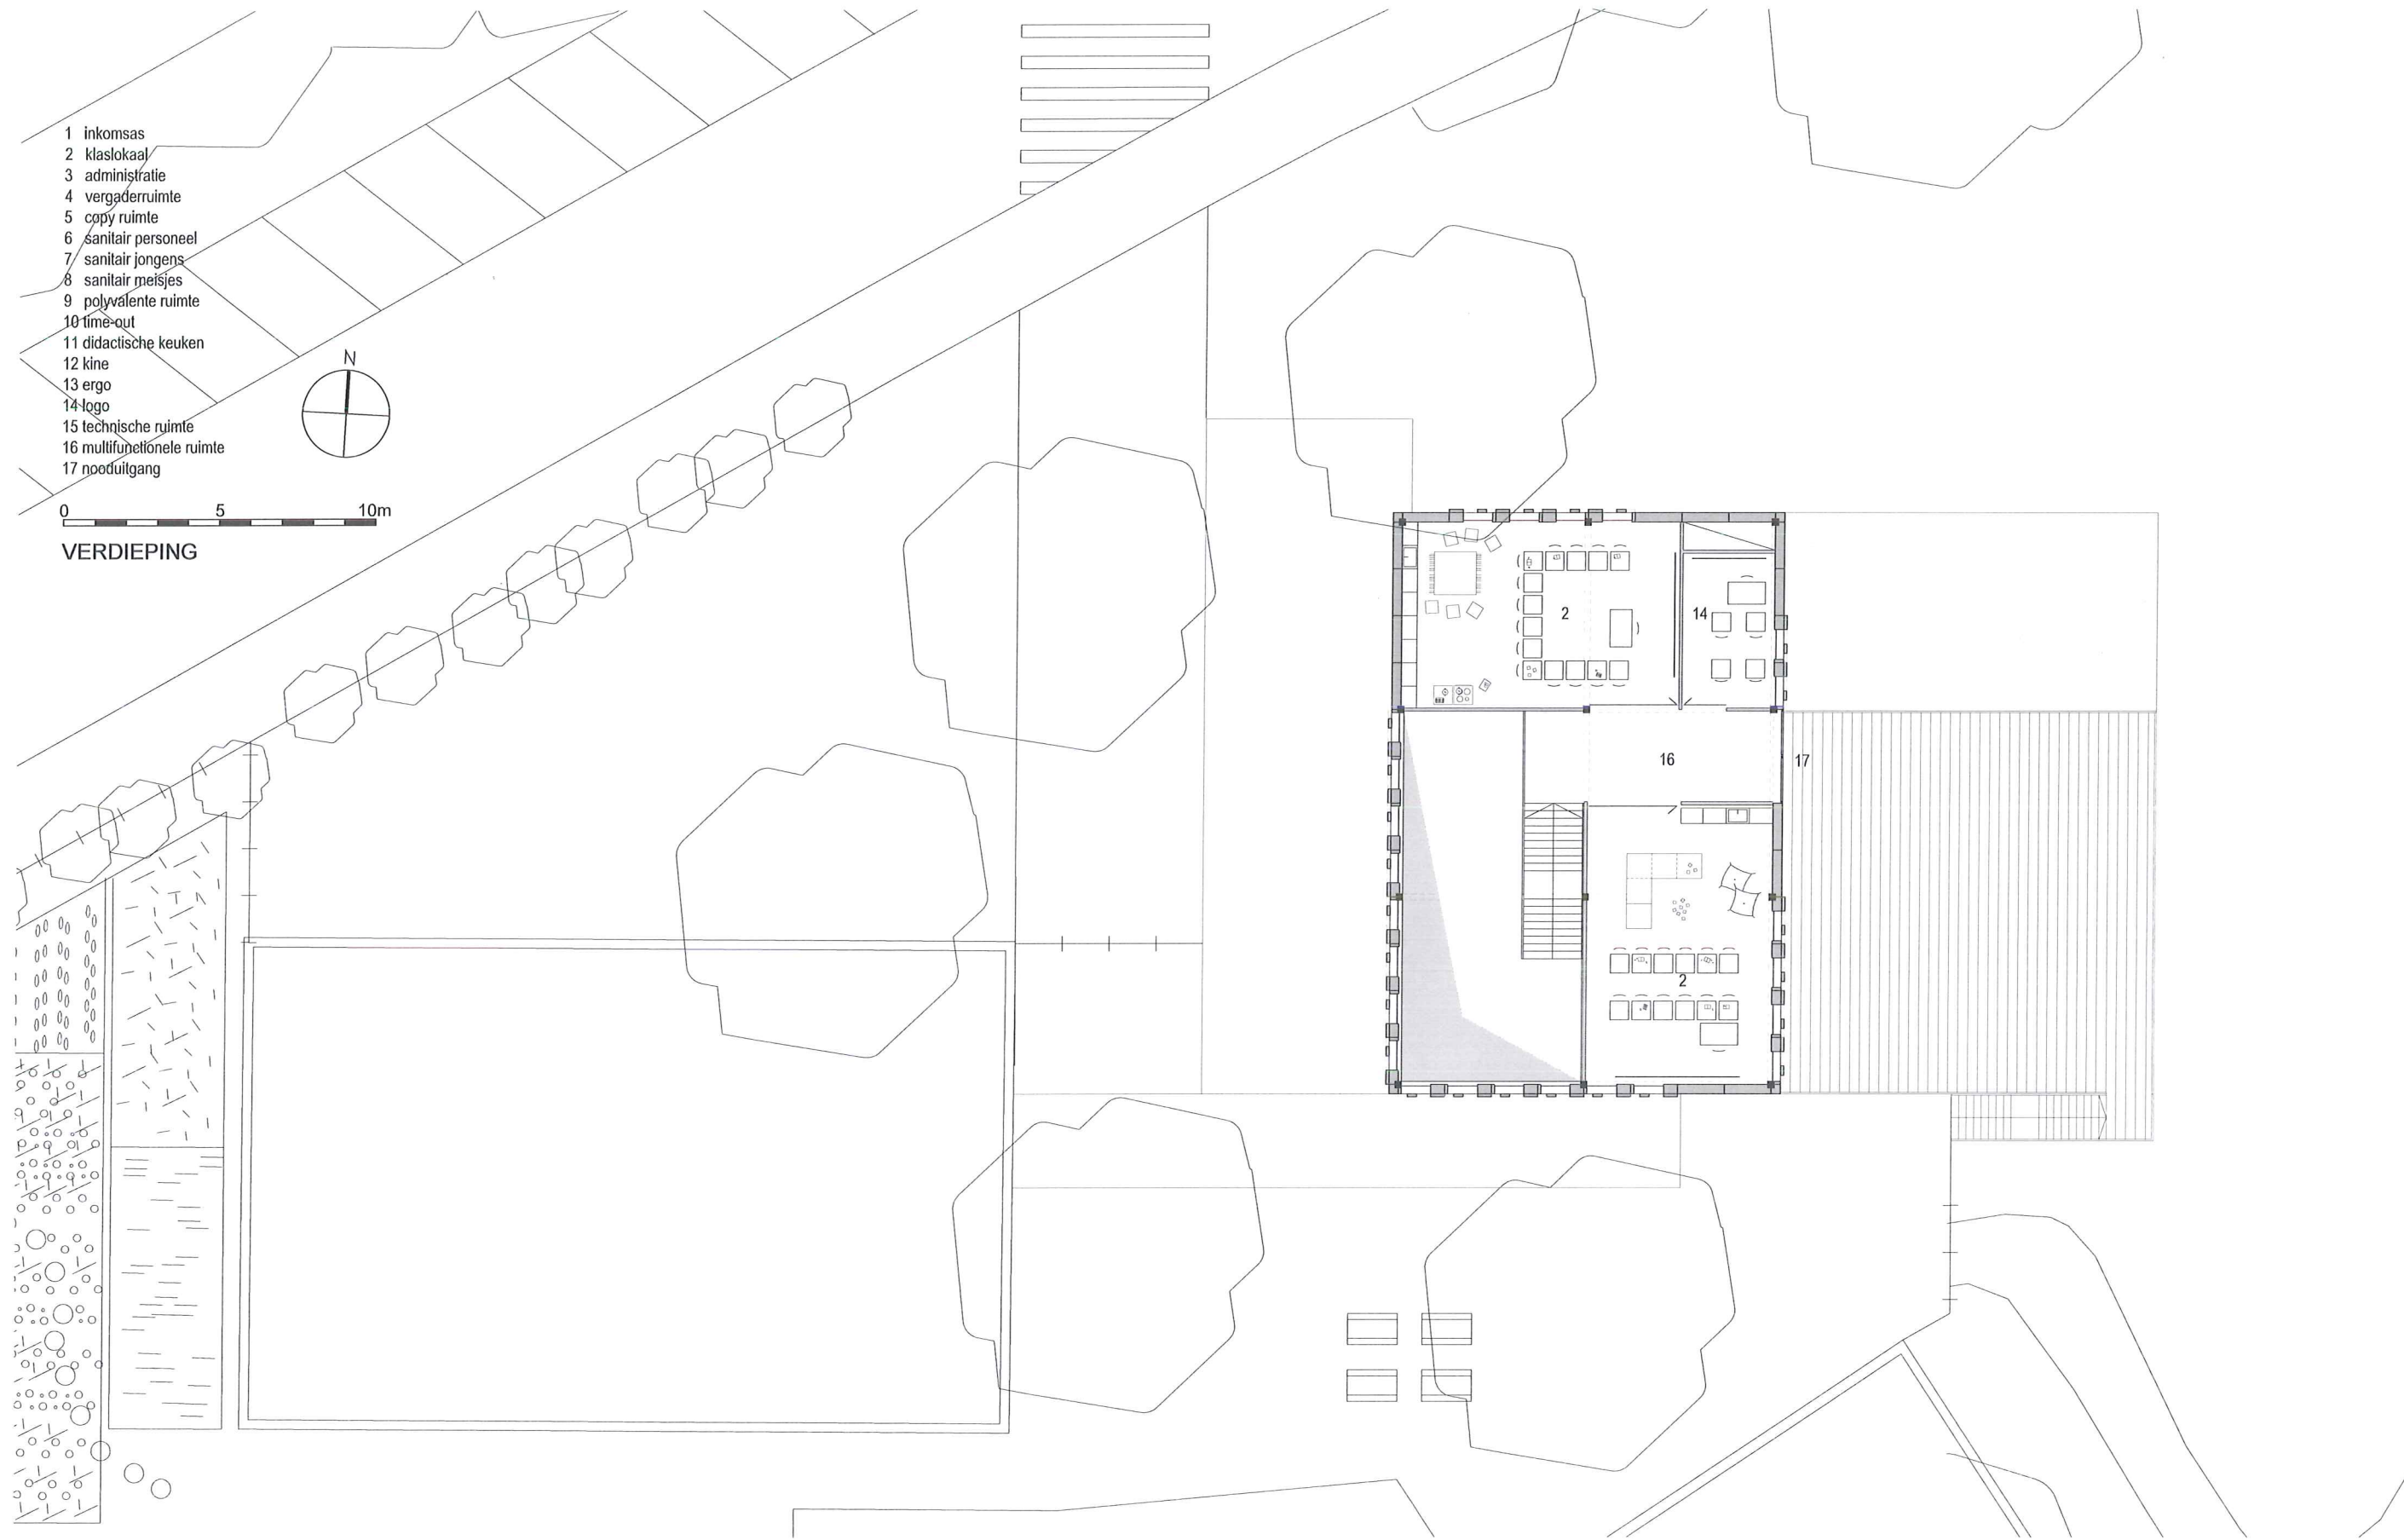 1 inkomsas
2 klaslokaal
3 administratie
4 vergaderruimte
5 copy ruimte
6 sanitair personeel
7 sanitair jongens
8 sanitair meisjes
9 polyvalente ruimte
10 time-out
11 didactische keuken
12 kine
13 ergo
14 logo
15 technische ruimte
16 multifunctionele ruimte
17 nooduitgang
N
0 5 10m
VERDIEPING
2 14
16 17
2